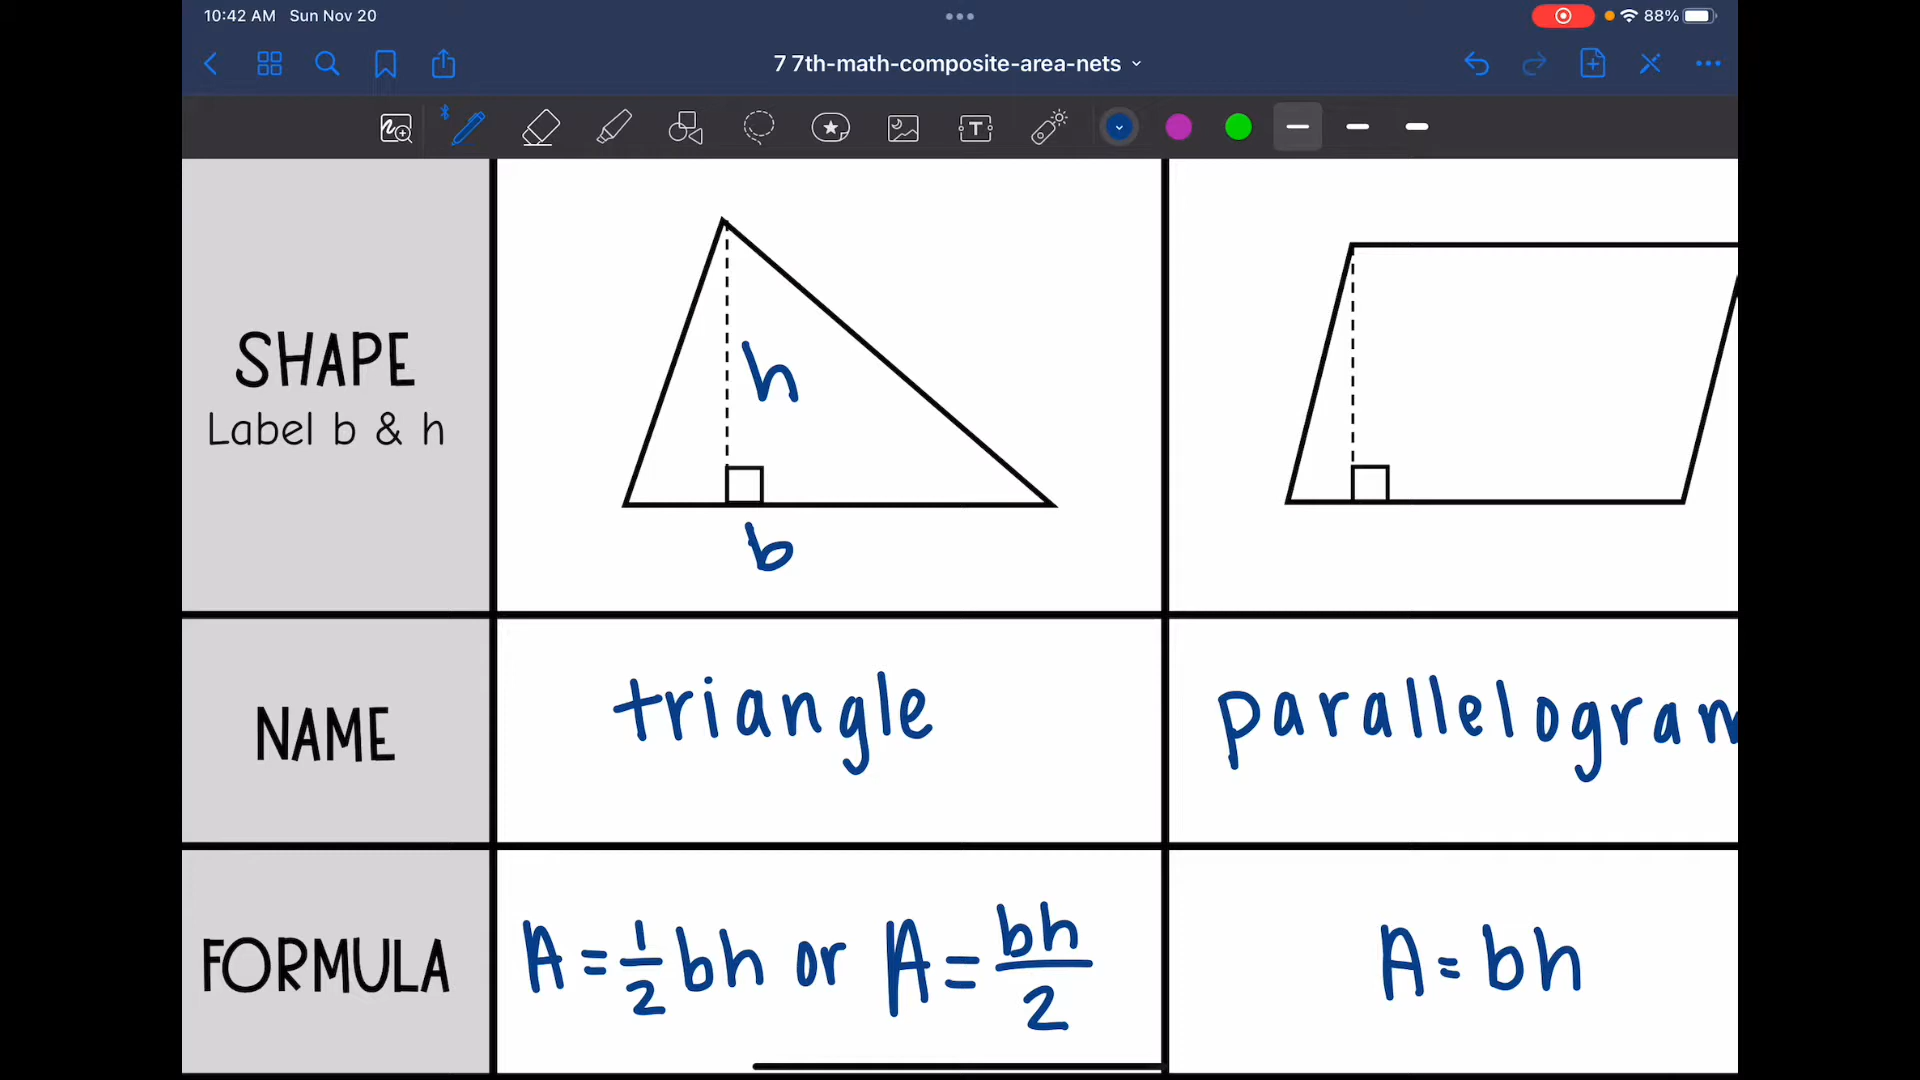 10:42 AM Sun Nov 20
88%
7 7th-math-composite-area-nets
T
SHAPE
Label b & h
h
b
NAME
triangle
parallelogram
FORMULA
A = 1/2 bh or A = bh/2
A = bh